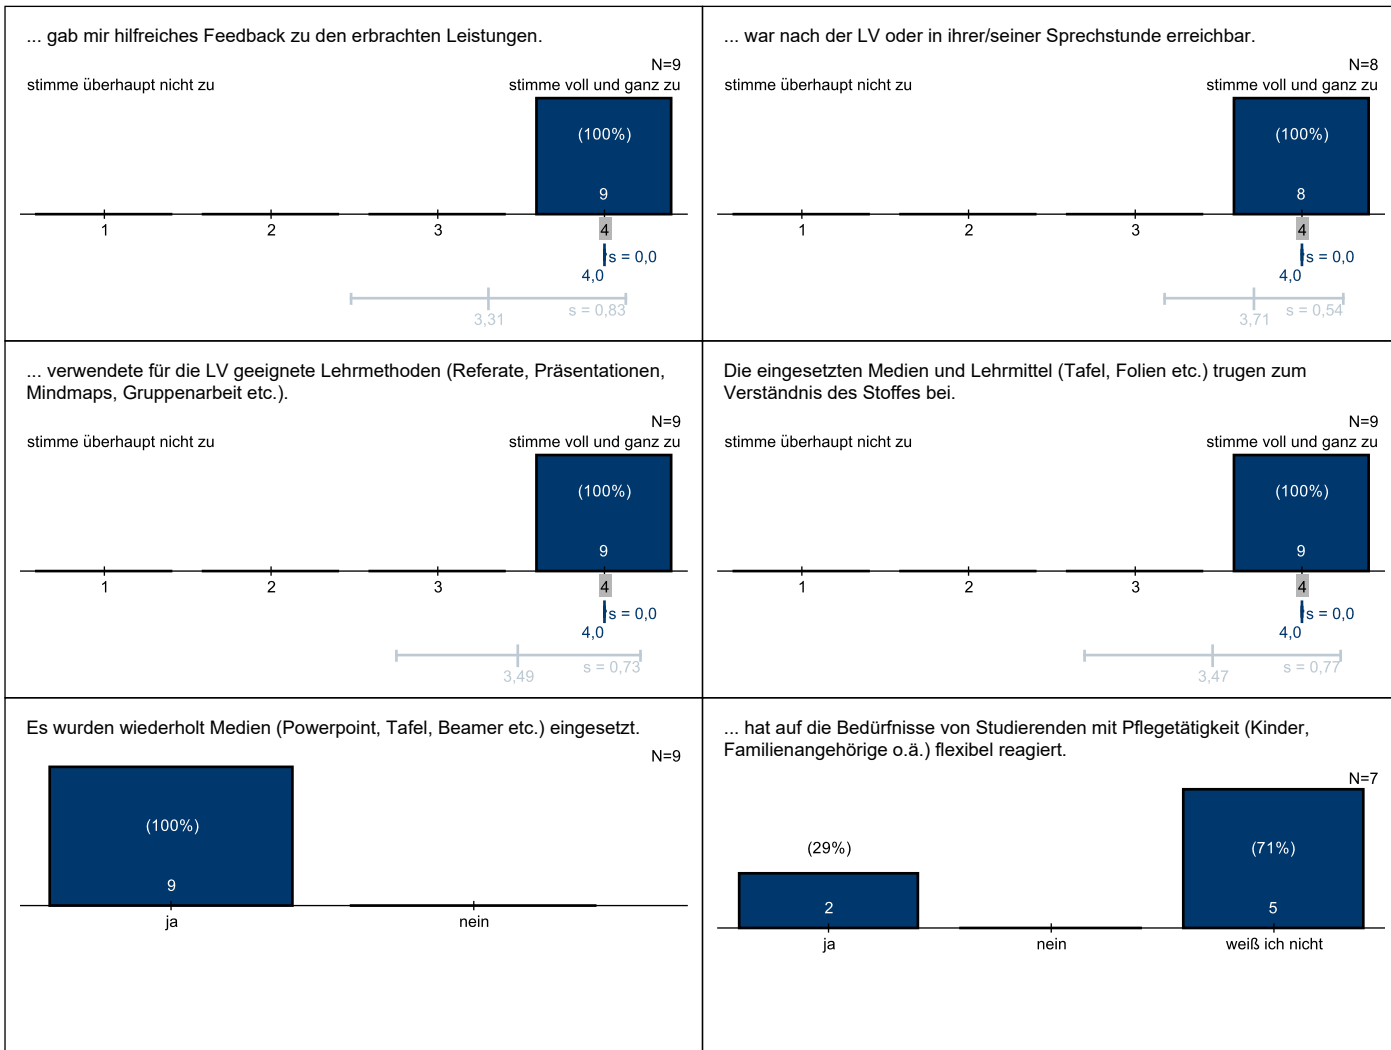 ... gab mir hilfreiches Feedback zu den erbrachten Leistungen.
N=9
stimme überhaupt nicht zu
stimme voll und ganz zu
(100%)
9
1 2 3 4
s = 0,0
4,0
s = 0,83
3,31
... war nach der LV oder in ihrer/seiner Sprechstunde erreichbar.
N=8
stimme überhaupt nicht zu
stimme voll und ganz zu
(100%)
8
1 2 3 4
s = 0,0
4,0
s = 0,54
3,71
... verwendete für die LV geeignete Lehrmethoden (Referate, Präsentationen,
Mindmaps, Gruppenarbeit etc.).
N=9
stimme überhaupt nicht zu
stimme voll und ganz zu
(100%)
9
1 2 3 4
s = 0,0
4,0
s = 0,73
3,49
Die eingesetzten Medien und Lehrmittel (Tafel, Folien etc.) trugen zum
Verständnis des Stoffes bei.
N=9
stimme überhaupt nicht zu
stimme voll und ganz zu
(100%)
9
1 2 3 4
s = 0,0
4,0
s = 0,77
3,47
Es wurden wiederholt Medien (Powerpoint, Tafel, Beamer etc.) eingesetzt.
N=9
(100%)
9
ja nein
... hat auf die Bedürfnisse von Studierenden mit Pflegetätigkeit (Kinder,
Familienangehörige o.ä.) flexibel reagiert.
N=7
(29%) (71%)
2 5
ja nein weiß ich nicht